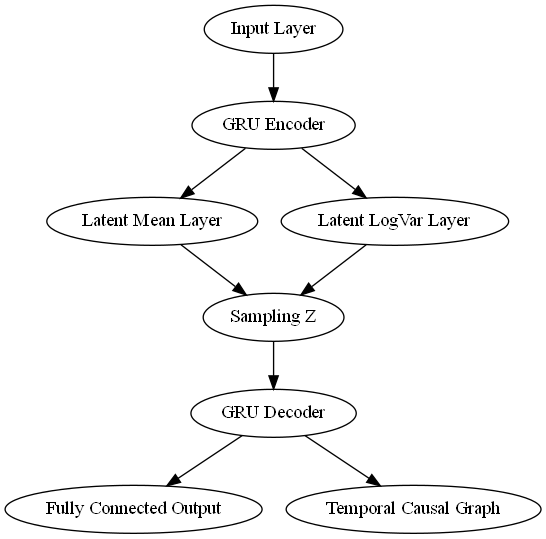 Input Layer
GRU Encoder
Latent Mean Layer
Latent LogVar Layer
Sampling Z
GRU Decoder
Fully Connected Output
Temporal Causal Graph